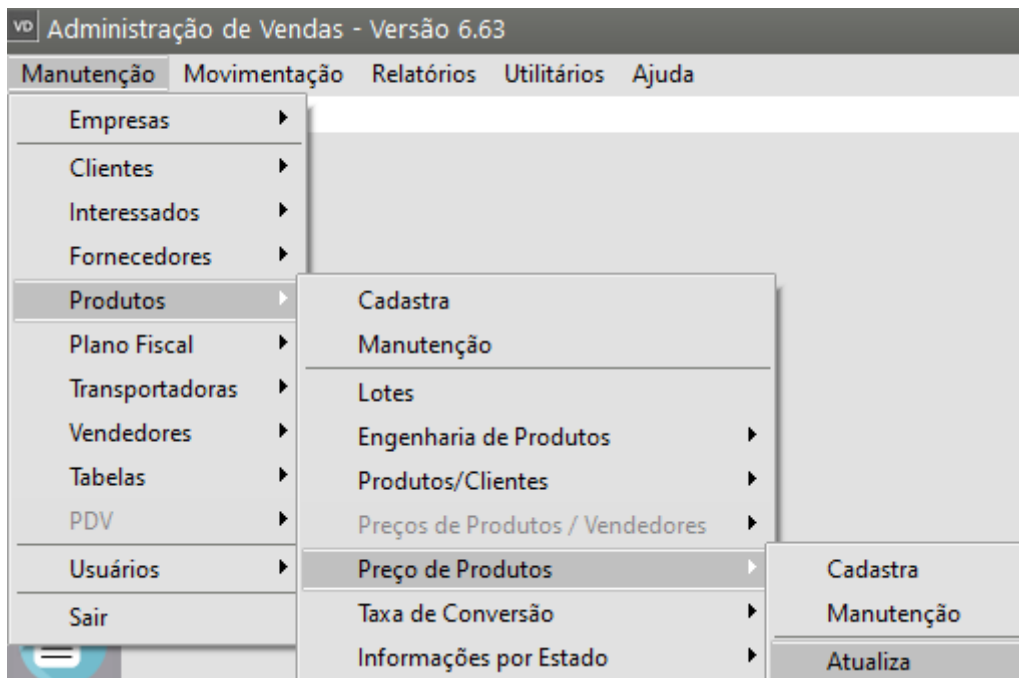 VD Administração de Vendas - Versão 6.63
Manutenção Movimentação Relatórios Utilitários Ajuda
Empresas
Clientes
Interessados
Fornecedores
Produtos
Plano Fiscal
Transportadoras
Vendedores
Tabelas
PDV
Usuários
Sair
Cadastra
Manutenção
Lotes
Engenharia de Produtos
Produtos/Clientes
Preços de Produtos / Vendedores
Preço de Produtos
Taxa de Conversão
Informações por Estado
Cadastra
Manutenção
Atualiza